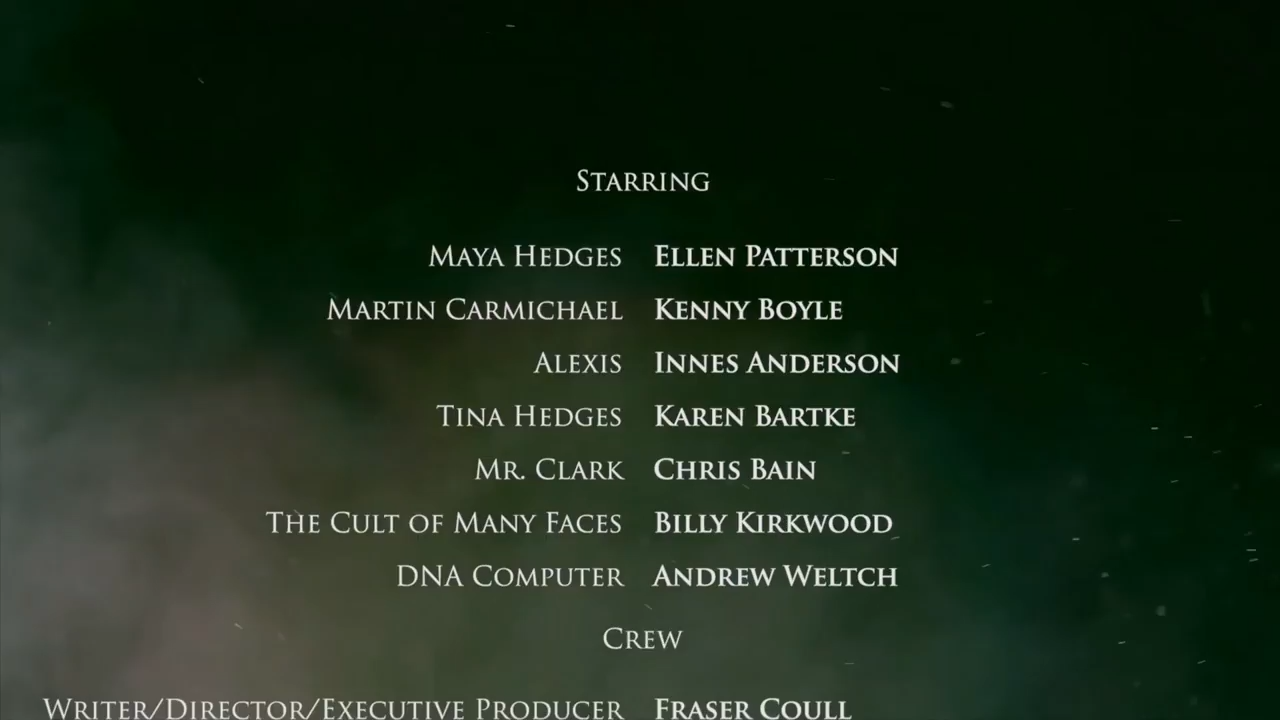 Starring
Maya Hedges ELLEN PATTERSON
Martin Carmichael KENNY BOYLE
Alexis INNES ANDERSON
Tina Hedges KAREN BARTKE
Mr. Clark CHRIS BAIN
The Cult of Many Faces BILLY KIRKWOOD
DNA Computer ANDREW WELTCH
Crew
Writer/Director/Executive Producer FRASER COULL